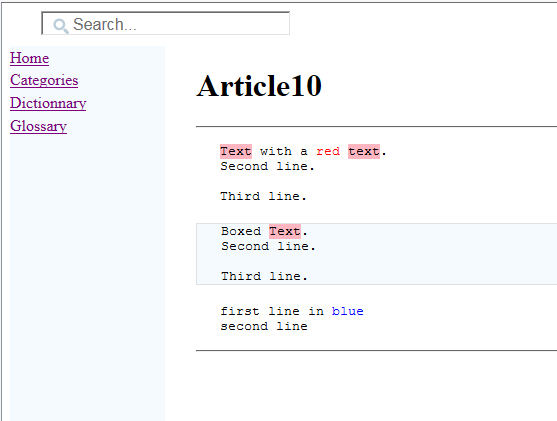 Search...
Home
Categories
Dictionnary
Glossary
Article10
Text with a red text.
Second line.
Third line.
Boxed Text.
Second line.
Third line.
first line in blue
second line